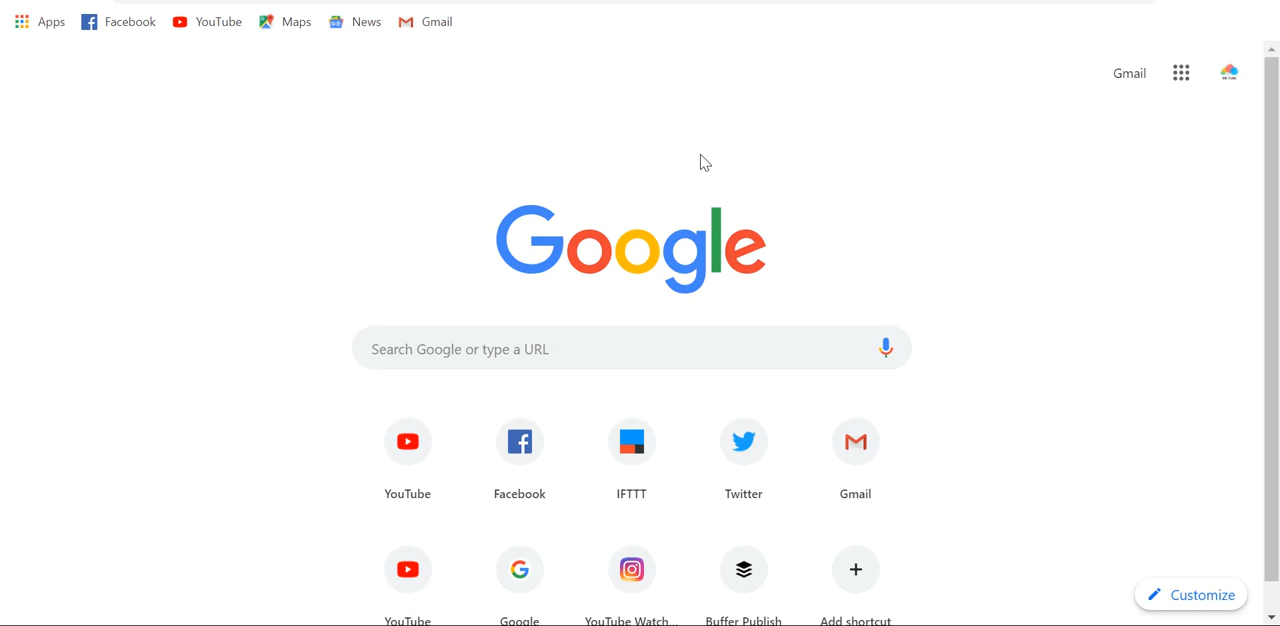 Apps Facebook YouTube Maps News Gmail
Gmail
Google
Search Google or type a URL
YouTube Facebook IFTTT Twitter Gmail
YouTube Google YouTube Watch... Buffer Publish Add shortcut
Customize